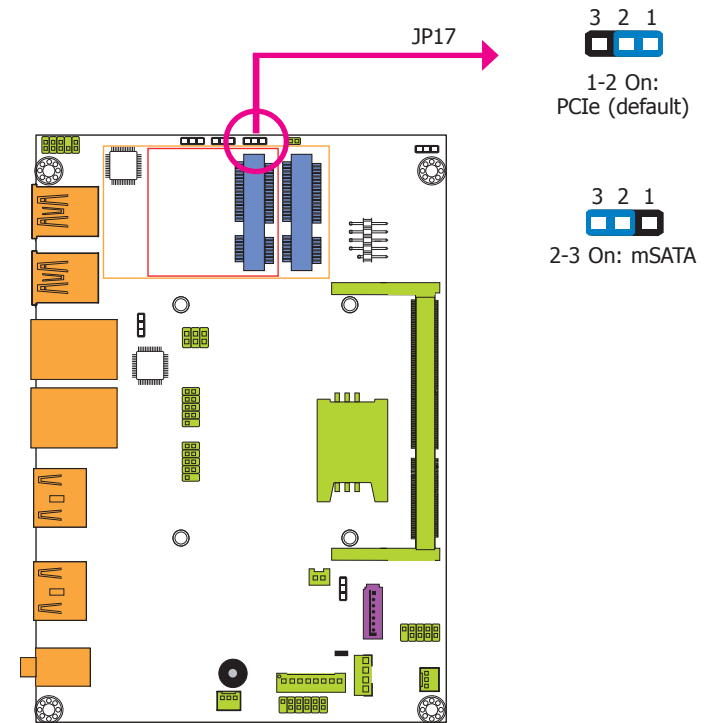 JP17
3 2 1
1-2 On:
PCIe (default)
3 2 1
2-3 On: mSATA